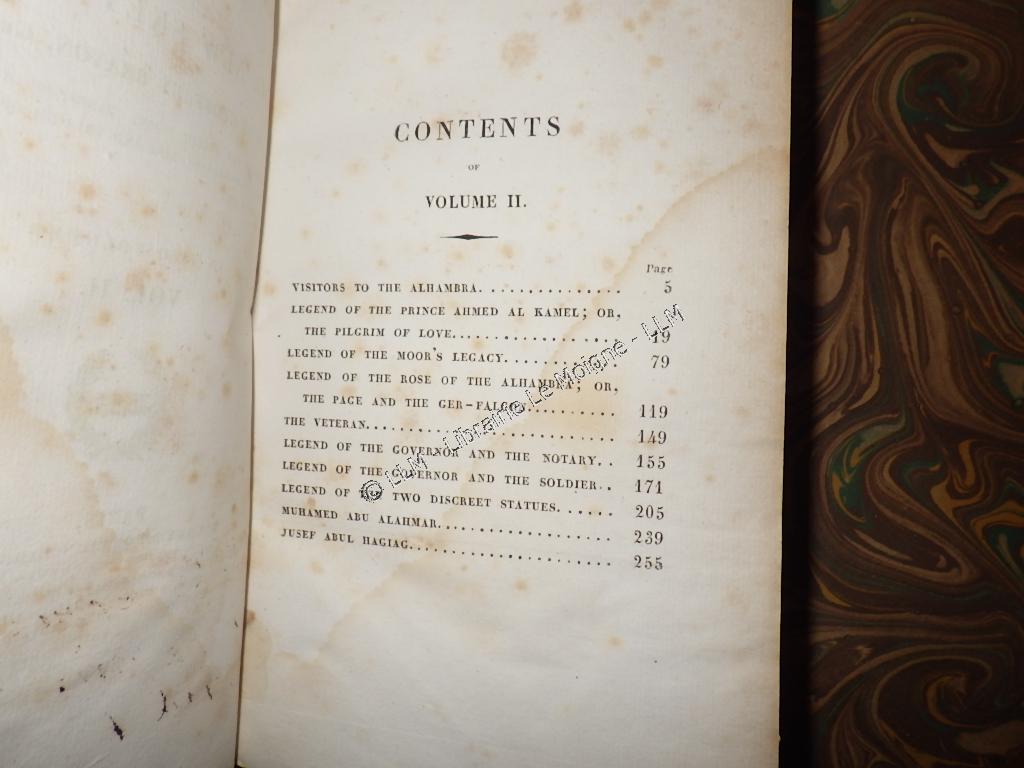 CONTENTS
OF
VOLUME II.
Page
VISITORS TO THE ALHAMBRA. . . . . . . . . . . . . . . 5
LEGEND OF THE PRINCE AHMED AL KAMEL; OR,
THE PILGRIM OF LOVE. . . . . . . . . . . . . . . . . 19
LEGEND OF THE MOOR'S LEGACY. . . . . . . . . . . . 79
LEGEND OF THE ROSE OF THE ALHAMBRA; OR,
THE PAGE AND THE GER-FALCON. . . . . . . . . 119
THE VETERAN. . . . . . . . . . . . . . . . . . . . . . . . . 149
LEGEND OF THE GOVERNOR AND THE NOTARY. . 155
LEGEND OF THE GOVERNOR AND THE SOLDIER. . 171
LEGEND OF TWO DISCREET STATUES. . . . . . 205
MUHAMED ABU ALAHMAR. . . . . . . . . . . . . . . . . 239
JUSEF ABUL HAGIAG. . . . . . . . . . . . . . . . . . . . 255
© LLM - Librairie Le Moigne - LLM